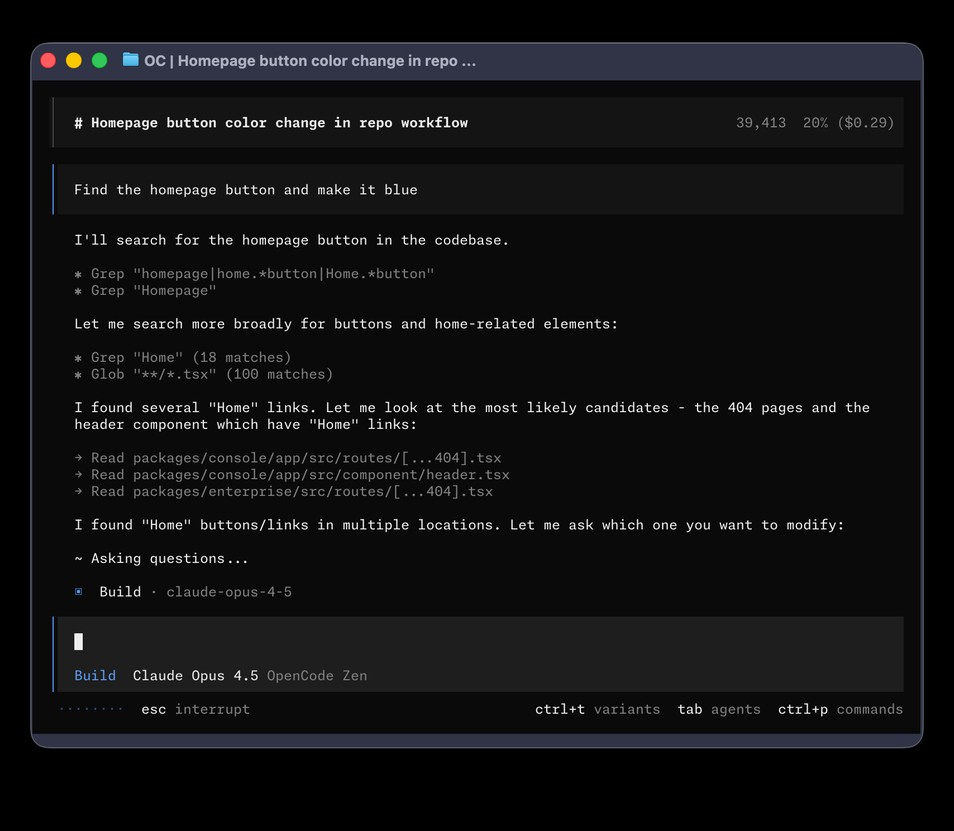 OC | Homepage button color change in repo ...
# Homepage button color change in repo workflow 39,413 20% ($0.29)
Find the homepage button and make it blue
I'll search for the homepage button in the codebase.
✱ Grep "homepage|home.*button|Home.*button"
✱ Grep "Homepage"
Let me search more broadly for buttons and home-related elements:
✱ Grep "Home" (18 matches)
✱ Glob "**/*.tsx" (100 matches)
I found several "Home" links. Let me look at the most likely candidates - the 404 pages and the
header component which have "Home" links:
→ Read packages/console/app/src/routes/[...404].tsx
→ Read packages/console/app/src/component/header.tsx
→ Read packages/enterprise/src/routes/[...404].tsx
I found "Home" buttons/links in multiple locations. Let me ask which one you want to modify:
~ Asking questions...
▣ Build · claude-opus-4-5
Build Claude Opus 4.5 OpenCode Zen
esc interrupt ctrl+t variants tab agents ctrl+p commands